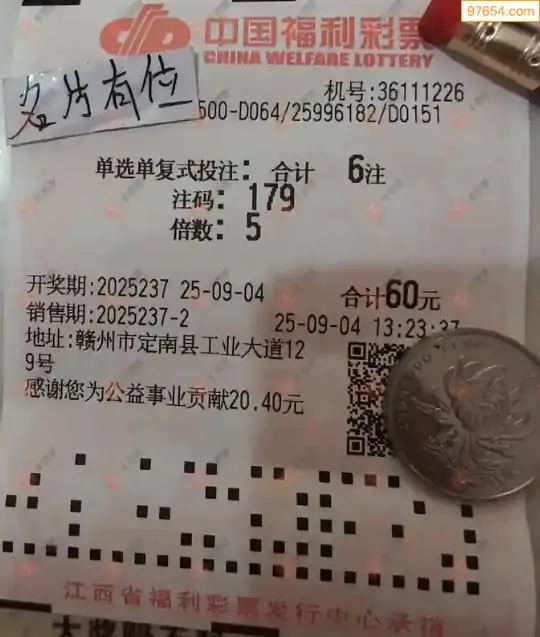 97654.com
中国福利彩票
CHINA WELFARE LOTTERY
名片有位
机号:36111226
500-D064/25996182/D0151
单选单复式投注: 合计 6注
注码: 179
倍数: 5
开奖期:2025237 25-09-04 合计60元
销售期:2025237-2 25-09-04 13:23:37
地址:赣州市定南县工业大道12
9号
感谢您为公益事业贡献20.40元
江西省福利彩票发行中心承销